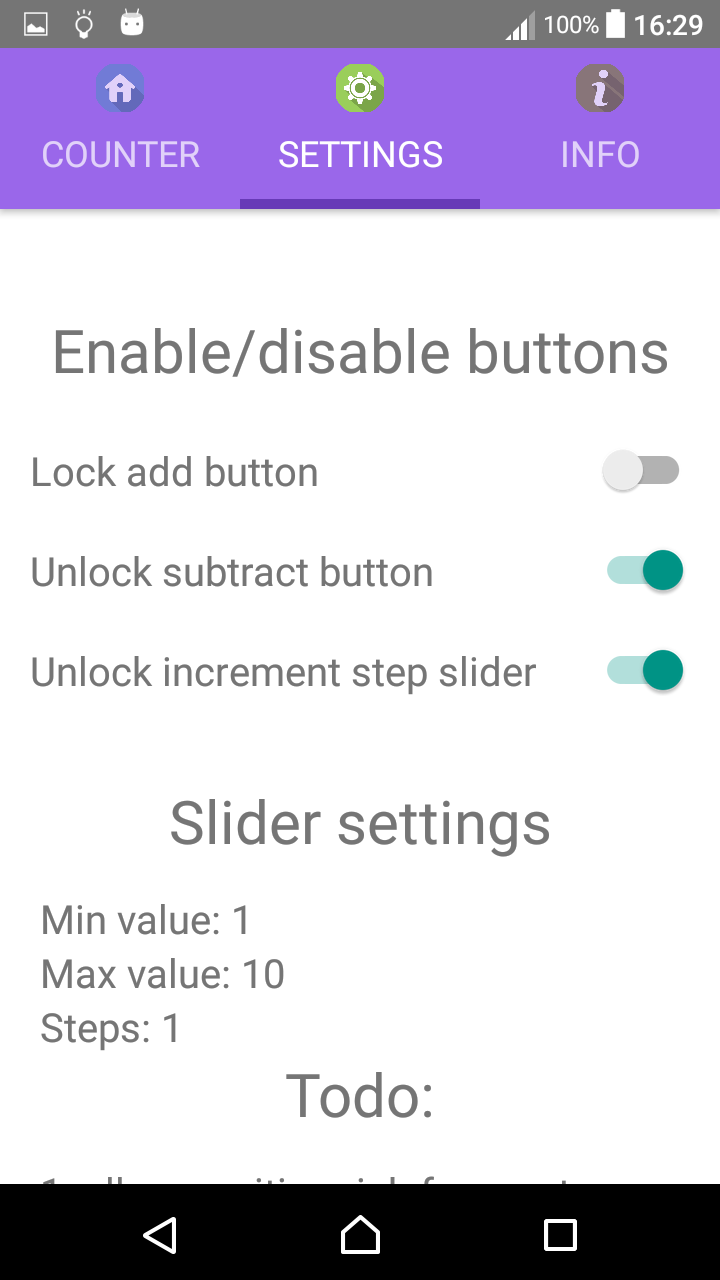 100% 16:29
COUNTER SETTINGS INFO
Enable/disable buttons
Lock add button
Unlock subtract button
Unlock increment step slider
Slider settings
Min value: 1
Max value: 10
Steps: 1
Todo: